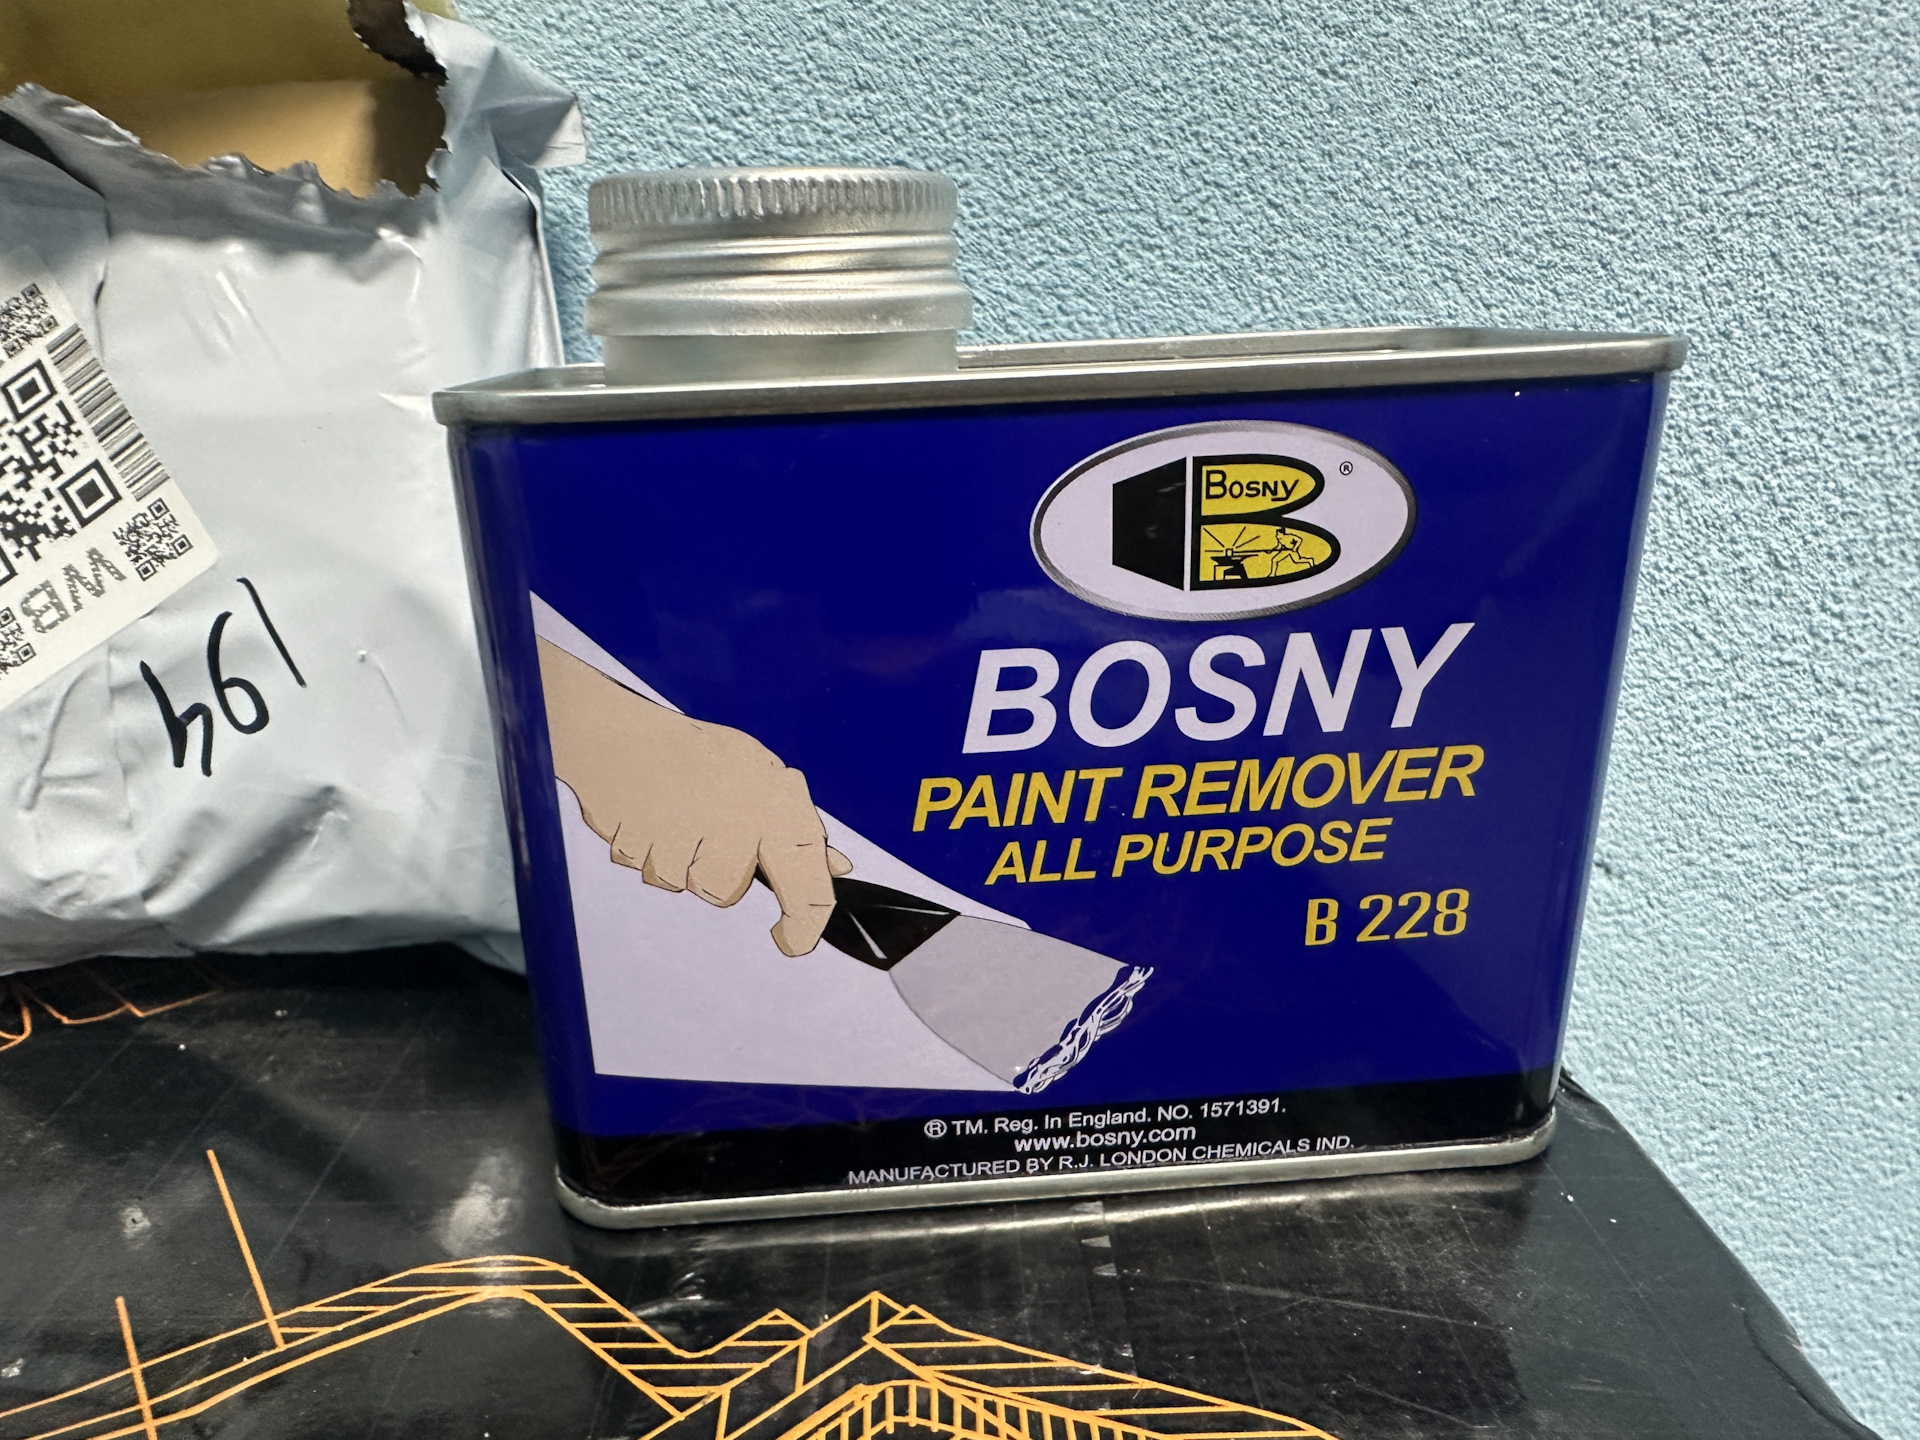 BOSNY
®
BOSNY
PAINT REMOVER
ALL PURPOSE
B 228
® TM. Reg. In England. NO. 1571391.
www.bosny.com
MANUFACTURED BY R.J. LONDON CHEMICALS IND.
WB
194